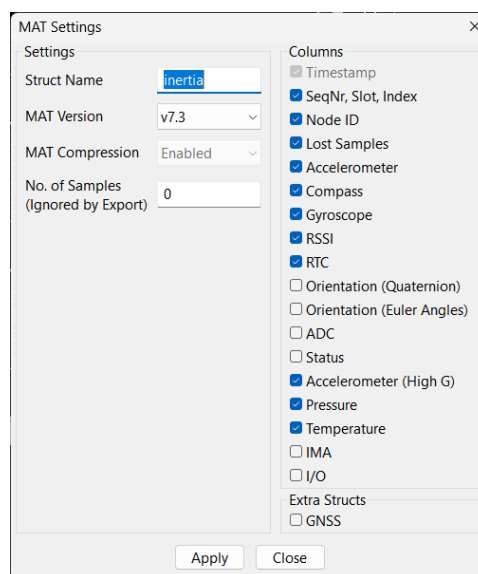 MAT Settings
Settings
Struct Name
inertia
MAT Version
v7.3
MAT Compression
Enabled
No. of Samples
(Ignored by Export)
0
Columns
Timestamp
SeqNr, Slot, Index
Node ID
Lost Samples
Accelerometer
Compass
Gyroscope
RSSI
RTC
Orientation (Quaternion)
Orientation (Euler Angles)
ADC
Status
Accelerometer (High G)
Pressure
Temperature
IMA
I/O
Extra Structs
GNSS
Apply
Close